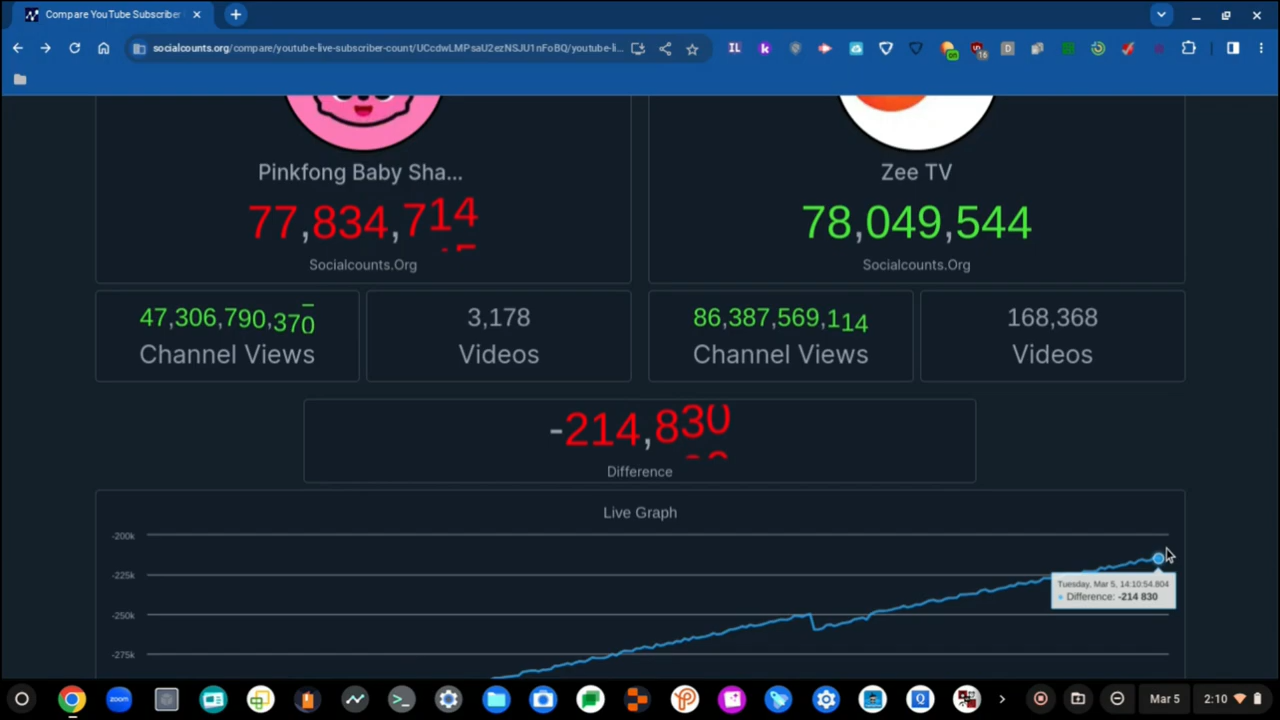 Compare YouTube Subscriber
socialcounts.org/compare/youtube-live-subscriber-count/UCcdwLMPsaU2ezNSJU1nFoBQ/youtube-li...
Pinkfong Baby Sha...
Zee TV
77,834,714
78,049,544
Socialcounts.Org
Socialcounts.Org
47,306,790,370
Channel Views
3,178
Videos
86,387,569,114
Channel Views
168,368
Videos
-214,830
Difference
Live Graph
-200k
-225k
-250k
-275k
Tuesday, Mar 5, 14:10:54.804
Difference: -214 830
zoom
Mar 5
2:10